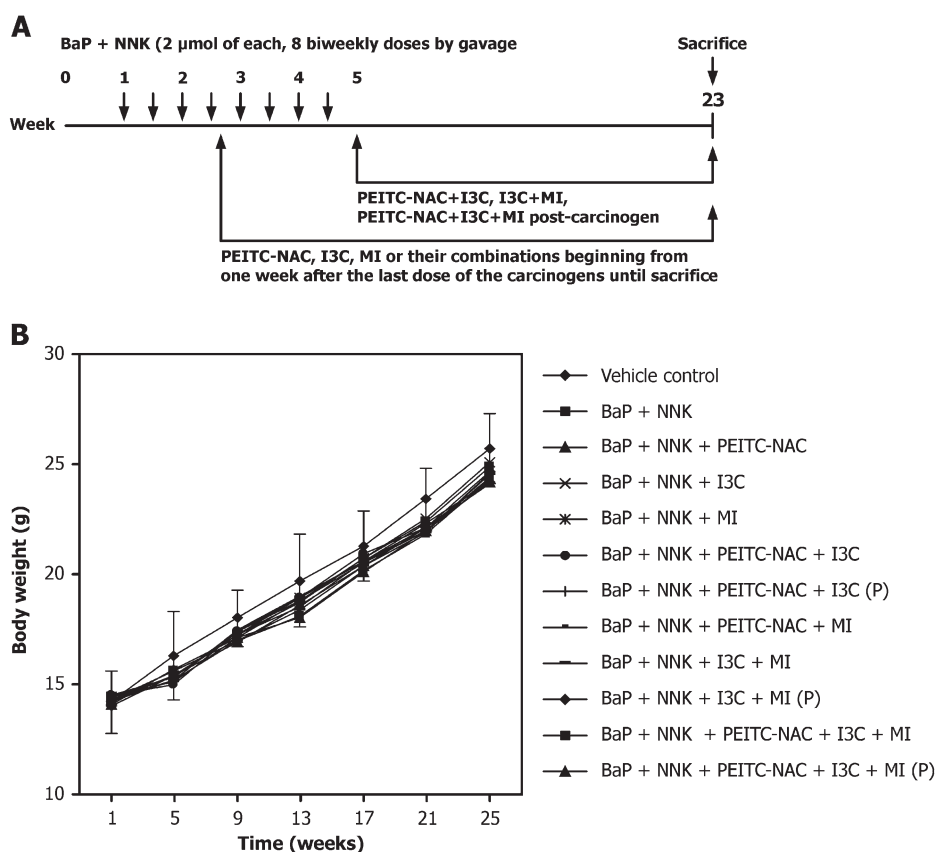 A
BaP + NNK (2 µmol of each, 8 biweekly doses by gavage
Sacrifice
0 1 2 3 4 5
23
Week
PEITC-NAC+I3C, I3C+MI,
PEITC-NAC+I3C+MI post-carcinogen
PEITC-NAC, I3C, MI or their combinations beginning from
one week after the last dose of the carcinogens until sacrifice
B
30
25
20
15
10
Body weight (g)
1 5 9 13 17 21 25
Time (weeks)
Vehicle control
BaP + NNK
BaP + NNK + PEITC-NAC
BaP + NNK + I3C
BaP + NNK + MI
BaP + NNK + PEITC-NAC + I3C
BaP + NNK + PEITC-NAC + I3C (P)
BaP + NNK + PEITC-NAC + MI
BaP + NNK + I3C + MI
BaP + NNK + I3C + MI (P)
BaP + NNK + PEITC-NAC + I3C + MI
BaP + NNK + PEITC-NAC + I3C + MI (P)